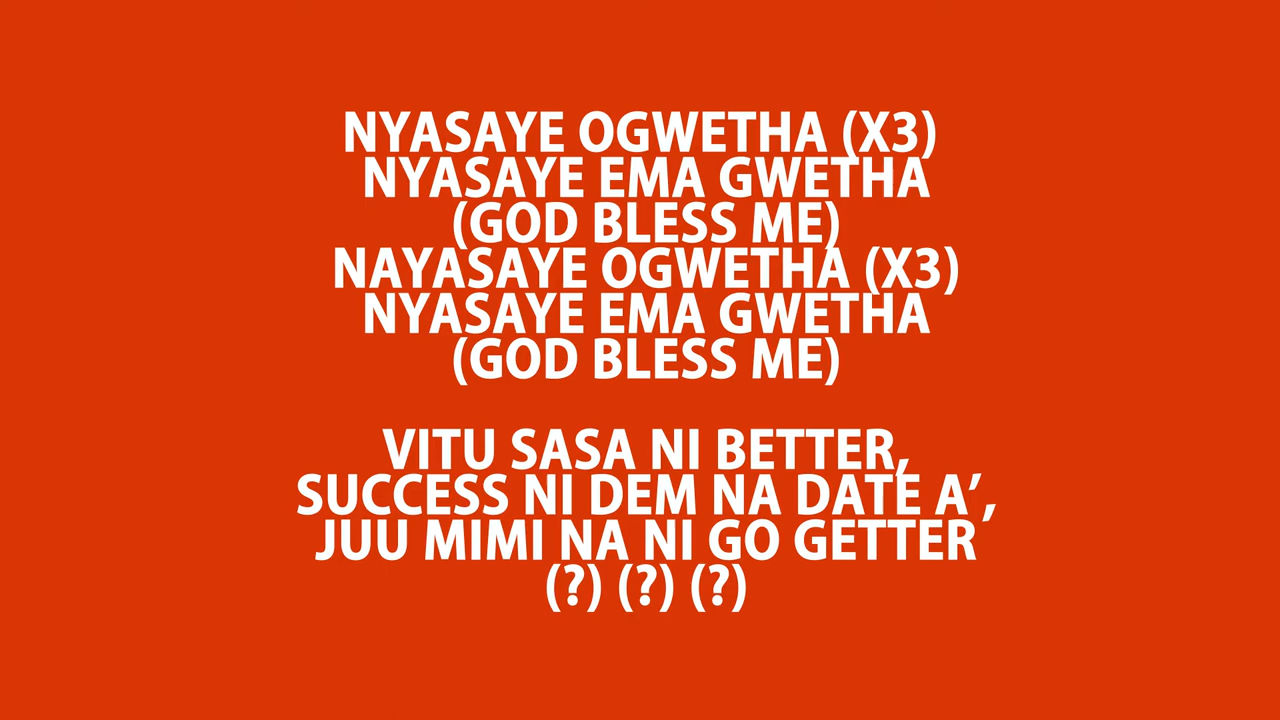 NYASAYE OGWETHA (X3)
NYASAYE EMA GWETHA
(GOD BLESS ME)
NAYASAYE OGWETHA (X3)
NYASAYE EMA GWETHA
(GOD BLESS ME)
VITU SASA NI BETTER,
SUCCESS NI DEM NA DATE A’,
JUU MIMI NA NI GO GETTER
(?) (?) (?)